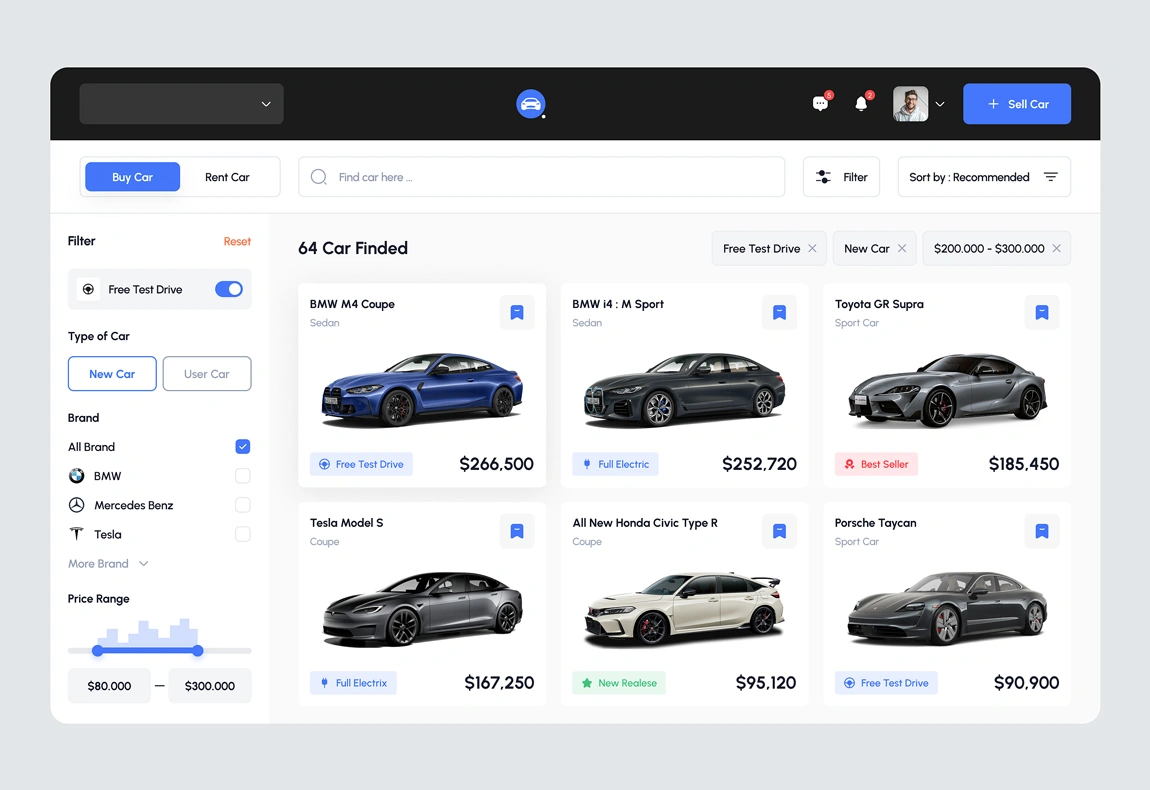 5
2
Sell Car
Buy Car
Rent Car
Find car here ...
Filter
Sort by : Recommended
Filter
Reset
Free Test Drive
Type of Car
New Car
User Car
Brand
All Brand
BMW
Mercedes Benz
Tesla
More Brand
Price Range
$80.000
$300.000
64 Car Finded
Free Test Drive
New Car
$200.000 - $300.000
BMW M4 Coupe
Sedan
Free Test Drive
$266,500
BMW i4 : M Sport
Sedan
Full Electric
$252,720
Toyota GR Supra
Sport Car
Best Seller
$185,450
Tesla Model S
Coupe
Full Electrix
$167,250
All New Honda Civic Type R
Coupe
New Realese
$95,120
Porsche Taycan
Sport Car
Free Test Drive
$90,900